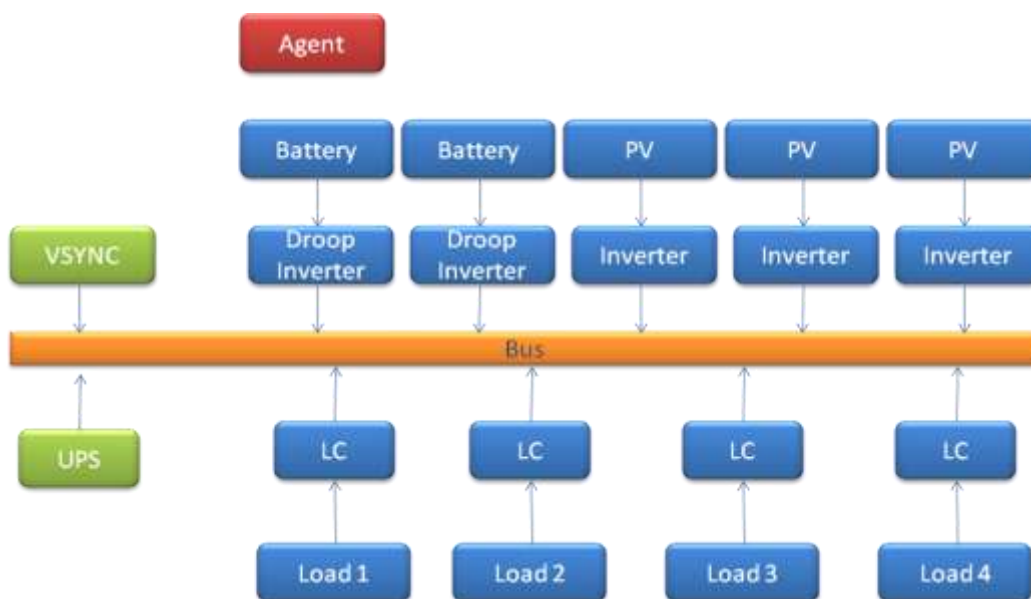 Agent
Battery
Battery
PV
PV
PV
VSYNC
Droop
Inverter
Droop
Inverter
Inverter
Inverter
Inverter
Bus
UPS
LC
LC
LC
LC
Load 1
Load 2
Load 3
Load 4